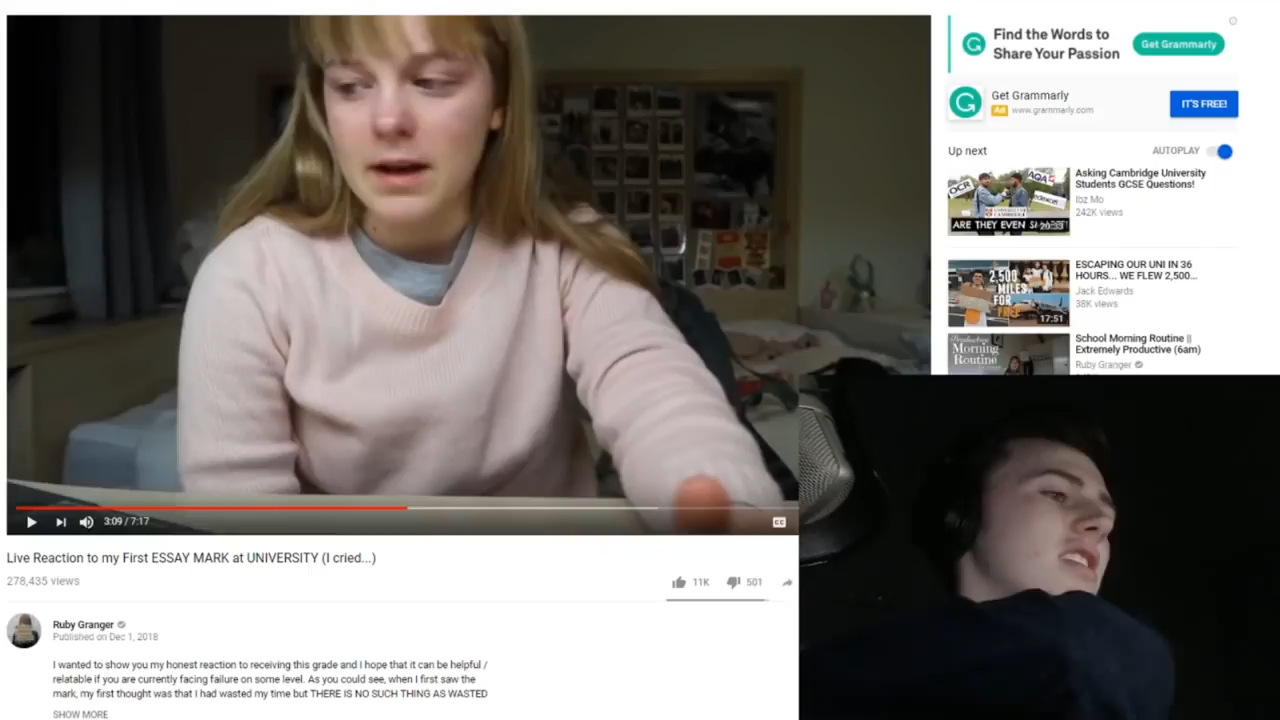 Find the Words to
Share Your Passion
Get Grammarly
Get Grammarly
Ad www.grammarly.com
IT'S FREE!
Up next
AUTOPLAY
OCR
AQA
ARE THEY EVEN
20:33
Asking Cambridge University
Students GCSE Questions!
Ibz Mo
242K views
2,500
MILES
FOR
FREE
17:51
ESCAPING OUR UNI IN 36
HOURS... WE FLEW 2,500...
Jack Edwards
38K views
Morning
Routine
School Morning Routine ||
Extremely Productive (6am)
Ruby Granger
3:09 / 7:17
CC
Live Reaction to my First ESSAY MARK at UNIVERSITY (I cried...)
278,435 views
11K
501
Ruby Granger
Published on Dec 1, 2018
I wanted to show you my honest reaction to receiving this grade and I hope that it can be helpful /
relatable if you are currently facing failure on some level. As you could see, when I first saw the
mark, my first thought was that I had wasted my time but THERE IS NO SUCH THING AS WASTED
SHOW MORE